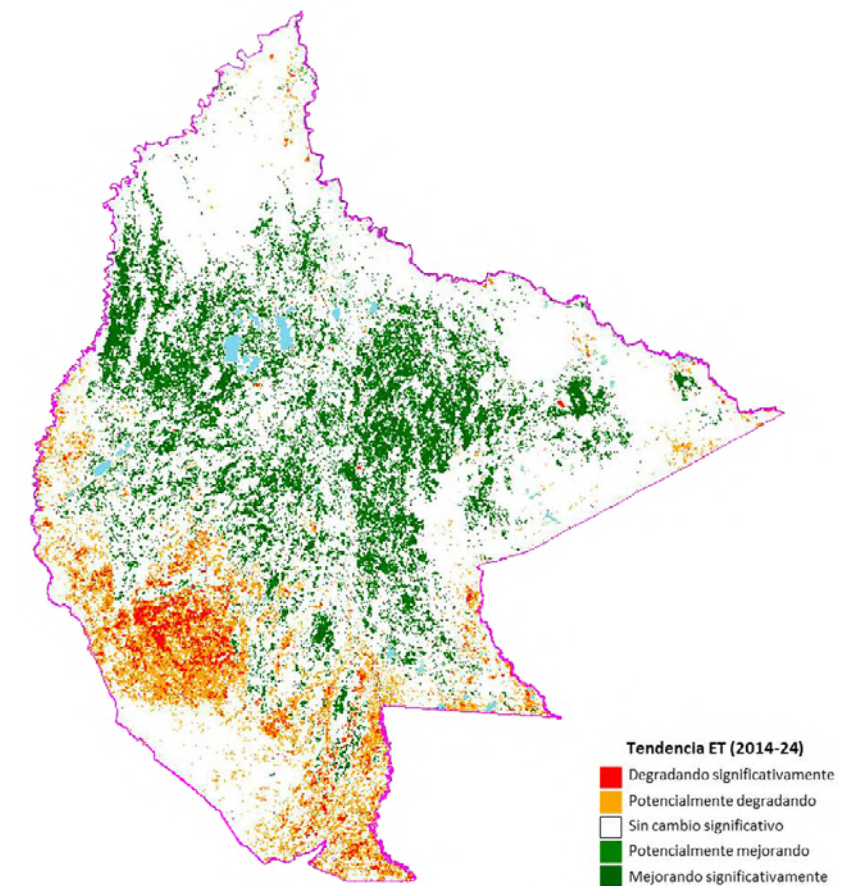 Tendencia ET (2014-24)
Degradando significativamente
Potencialmente degradando
Sin cambio significativo
Potencialmente mejorando
Mejorando significativamente